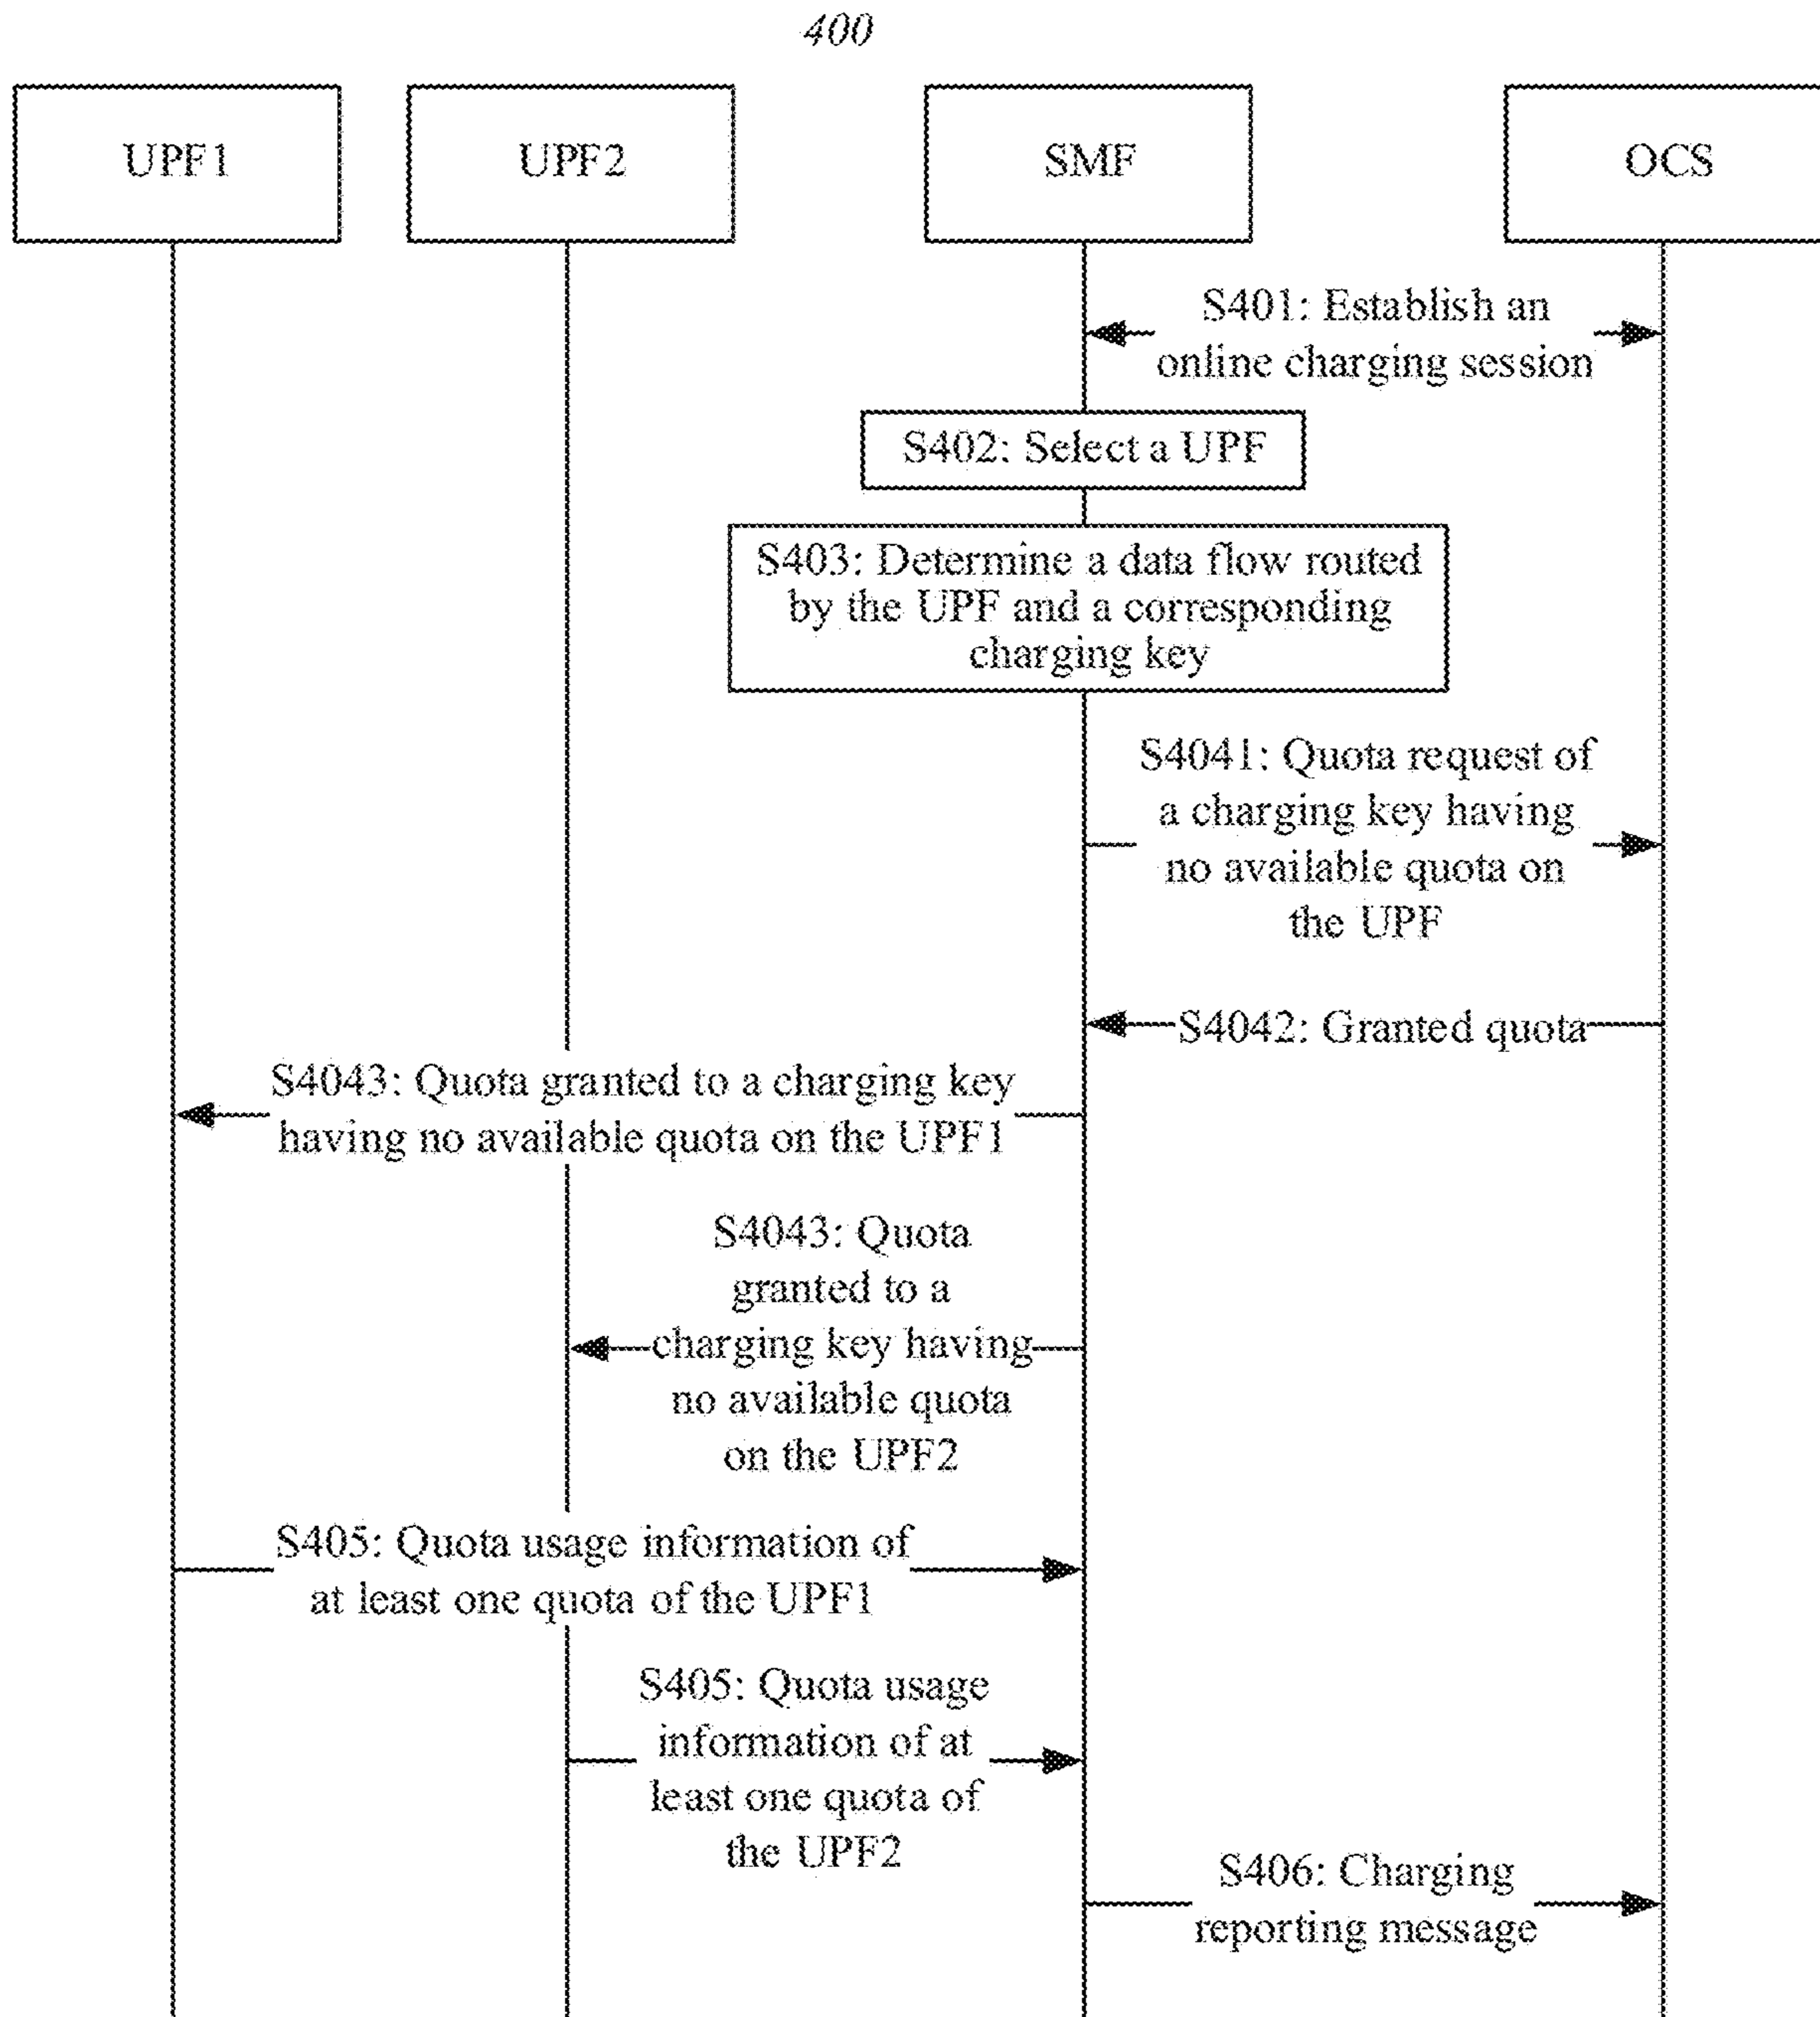 400
UPF1
UPF2
SMF
OCS
S401: Establish an
online charging session
S402: Select a UPF
S403: Determine a data flow routed
by the UPF and a corresponding
charging key
S4041: Quota request of
a charging key having
no available quota on
the UPF
S4042: Granted quota
S4043: Quota granted to a charging key
having no available quota on the UPF1
S4043: Quota
granted to a
charging key having
no available quota
on the UPF2
S405: Quota usage information of
at least one quota of the UPF1
S405: Quota usage
information of at
least one quota of
the UPF2
S406: Charging
reporting message